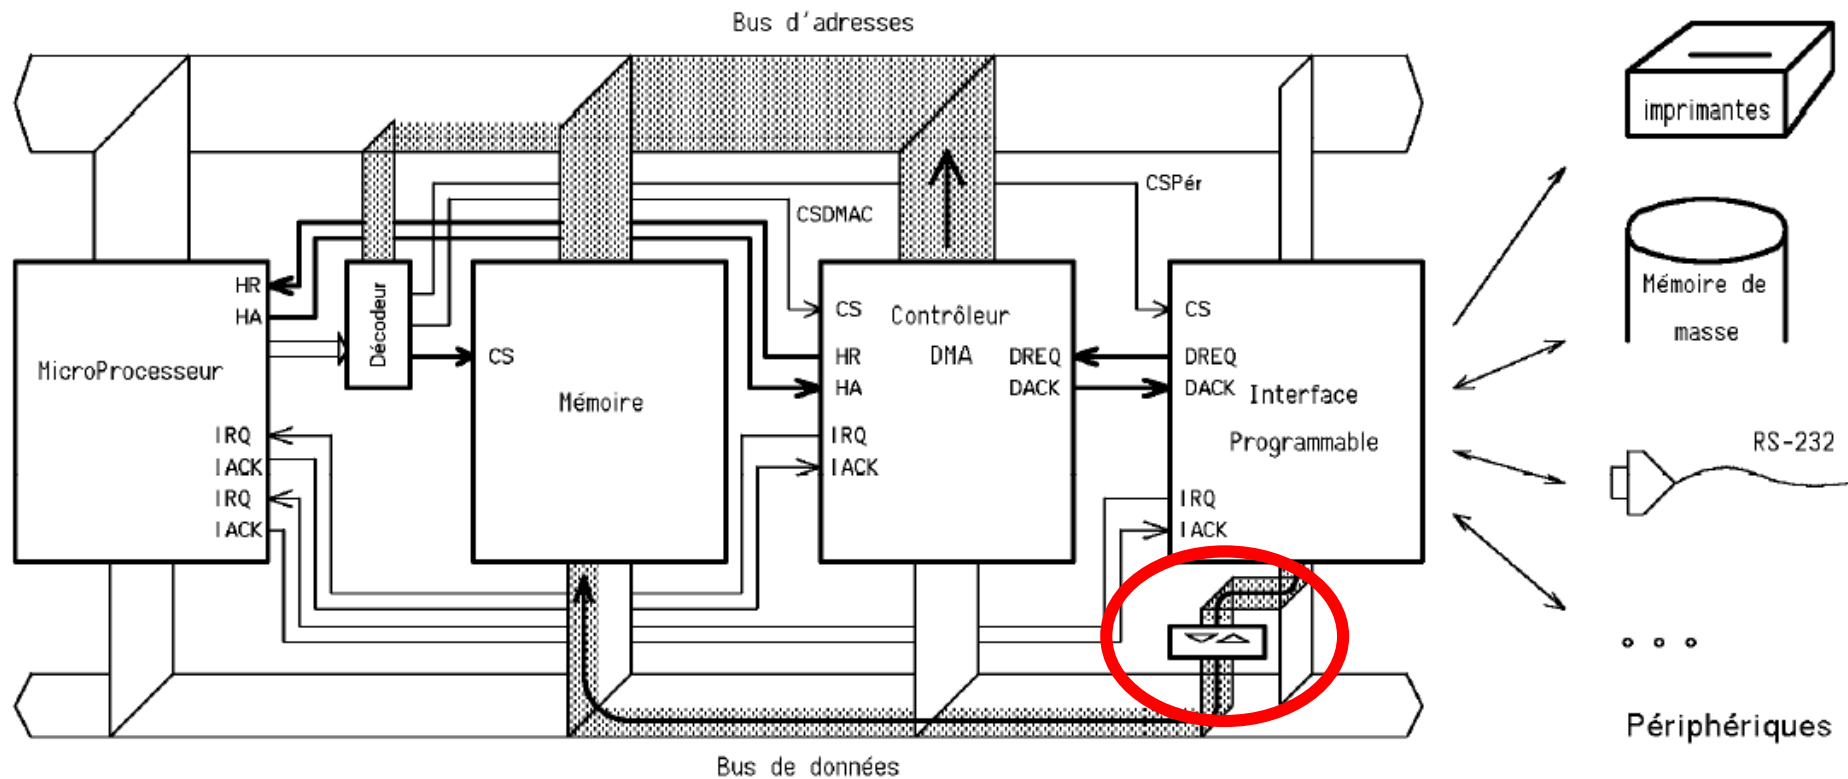 Bus d'adresses
imprimantes
CSPér
CSDMAC
HR
HA
MicroProcesseur
IRQ
IACK
IRQ
IACK
Décodeur
CS
Mémoire
CS
Contrôleur
DMA
HR
HA
DREQ
DACK
IRQ
IACK
CS
DREQ
DACK
Interface
Programmable
IRQ
IACK
Mémoire de
masse
RS-232
Périphériques
Bus de données